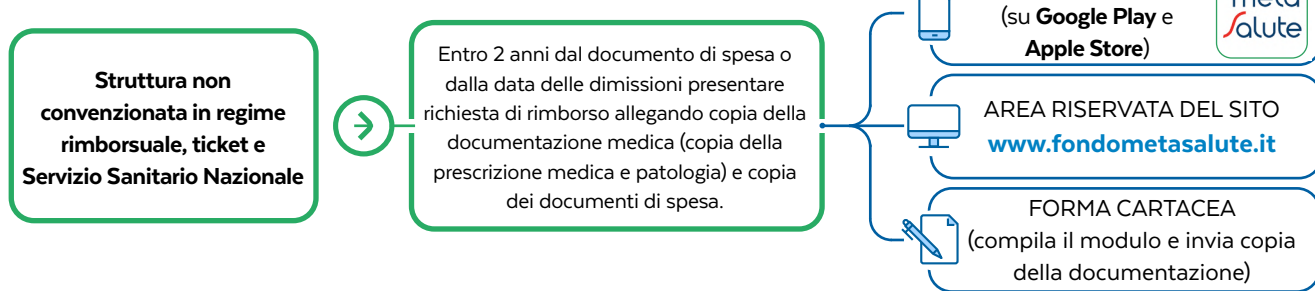 Struttura non
convenzionata in regime
rimborsuale, ticket e
Servizio Sanitario Nazionale
Entro 2 anni dal documento di spesa o
dalla data delle dimissioni presentare
richiesta di rimborso allegando copia della
documentazione medica (copia della
prescrizione medica e patologia) e copia
dei documenti di spesa.
(su Google Play e
Apple Store)
meta
Salute
AREA RISERVATA DEL SITO
www.fondometasalute.it
FORMA CARTACEA
(compila il modulo e invia copia
della documentazione)